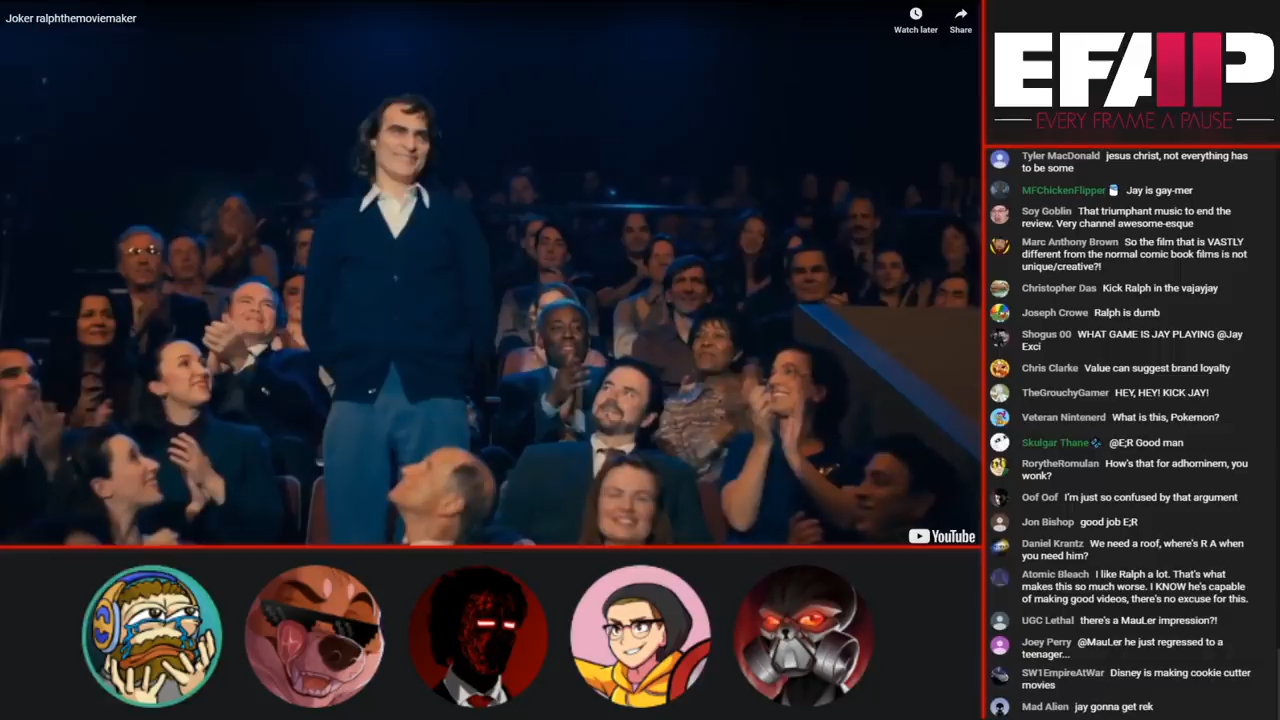 Joker ralphthemoviemaker
Watch later
Share
YouTube
EFAP
EVERY FRAME A PAUSE
Tyler MacDonald jesus christ, not everything has
to be some
MFChickenFlipper Jay is gay-mer
Soy Goblin That triumphant music to end the
review. Very channel awesome-esque
Marc Anthony Brown So the film that is VASTLY
different from the normal comic book films is not
unique/creative?!
Christopher Das Kick Ralph in the vajayjay
Joseph Crowe Ralph is dumb
Shogus 00 WHAT GAME IS JAY PLAYING @Jay
Exci
Chris Clarke Value can suggest brand loyalty
TheGrouchyGamer HEY, HEY! KICK JAY!
Veteran Nintenerd What is this, Pokemon?
Skulgar Thane @E;R Good man
RorytheRomulan How's that for adhominem, you
wonk?
Oof Oof I'm just so confused by that argument
Jon Bishop good job E;R
Daniel Krantz We need a roof, where's R A when
you need him?
Atomic Bleach I like Ralph a lot. That's what
makes this so much worse. I KNOW he's capable
of making good videos, there's no excuse for this.
UGC Lethal there's a MauLer impression?!
Joey Perry @MauLer he just regressed to a
teenager...
SW1EmpireAtWar Disney is making cookie cutter
movies
Mad Alien jay gonna get rek